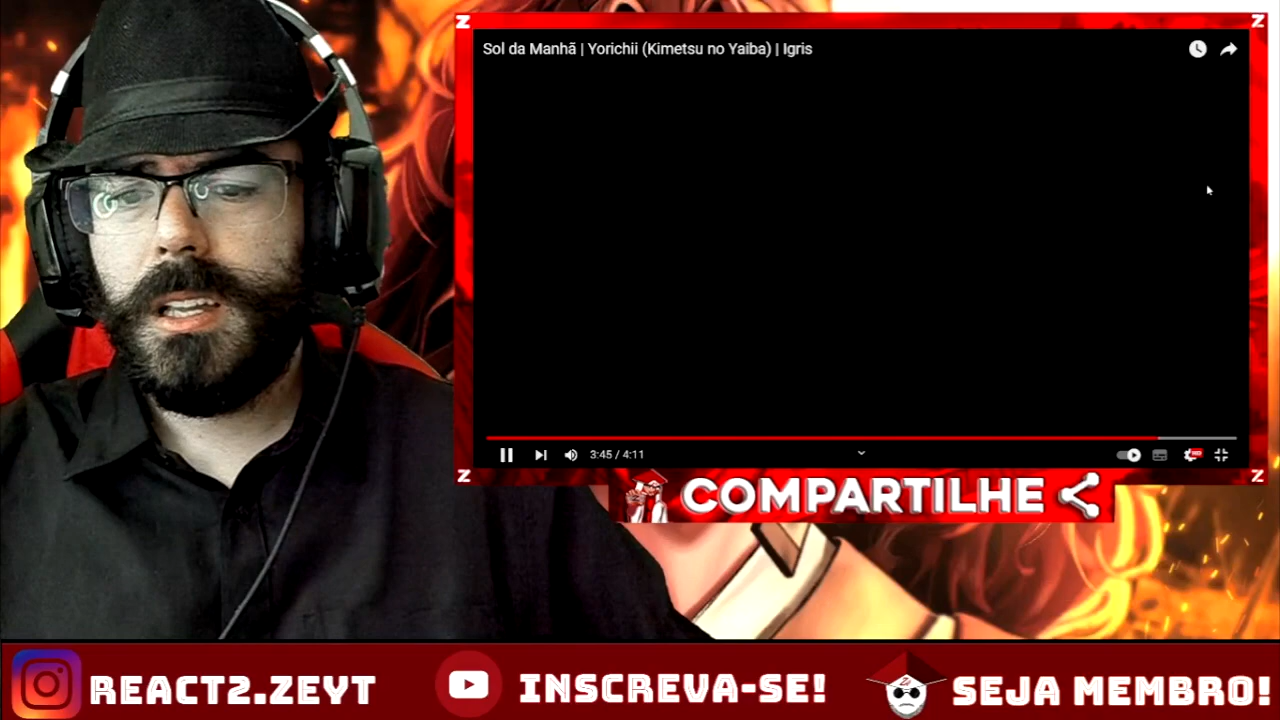 Z
Z
Sol da Manhã | Yorichii (Kimetsu no Yaiba) | Igris
3:45 / 4:11
HD
Z
Z
COMPARTILHE
REACT2.ZEYT
INSCREVA-SE!
SEJA MEMBRO!